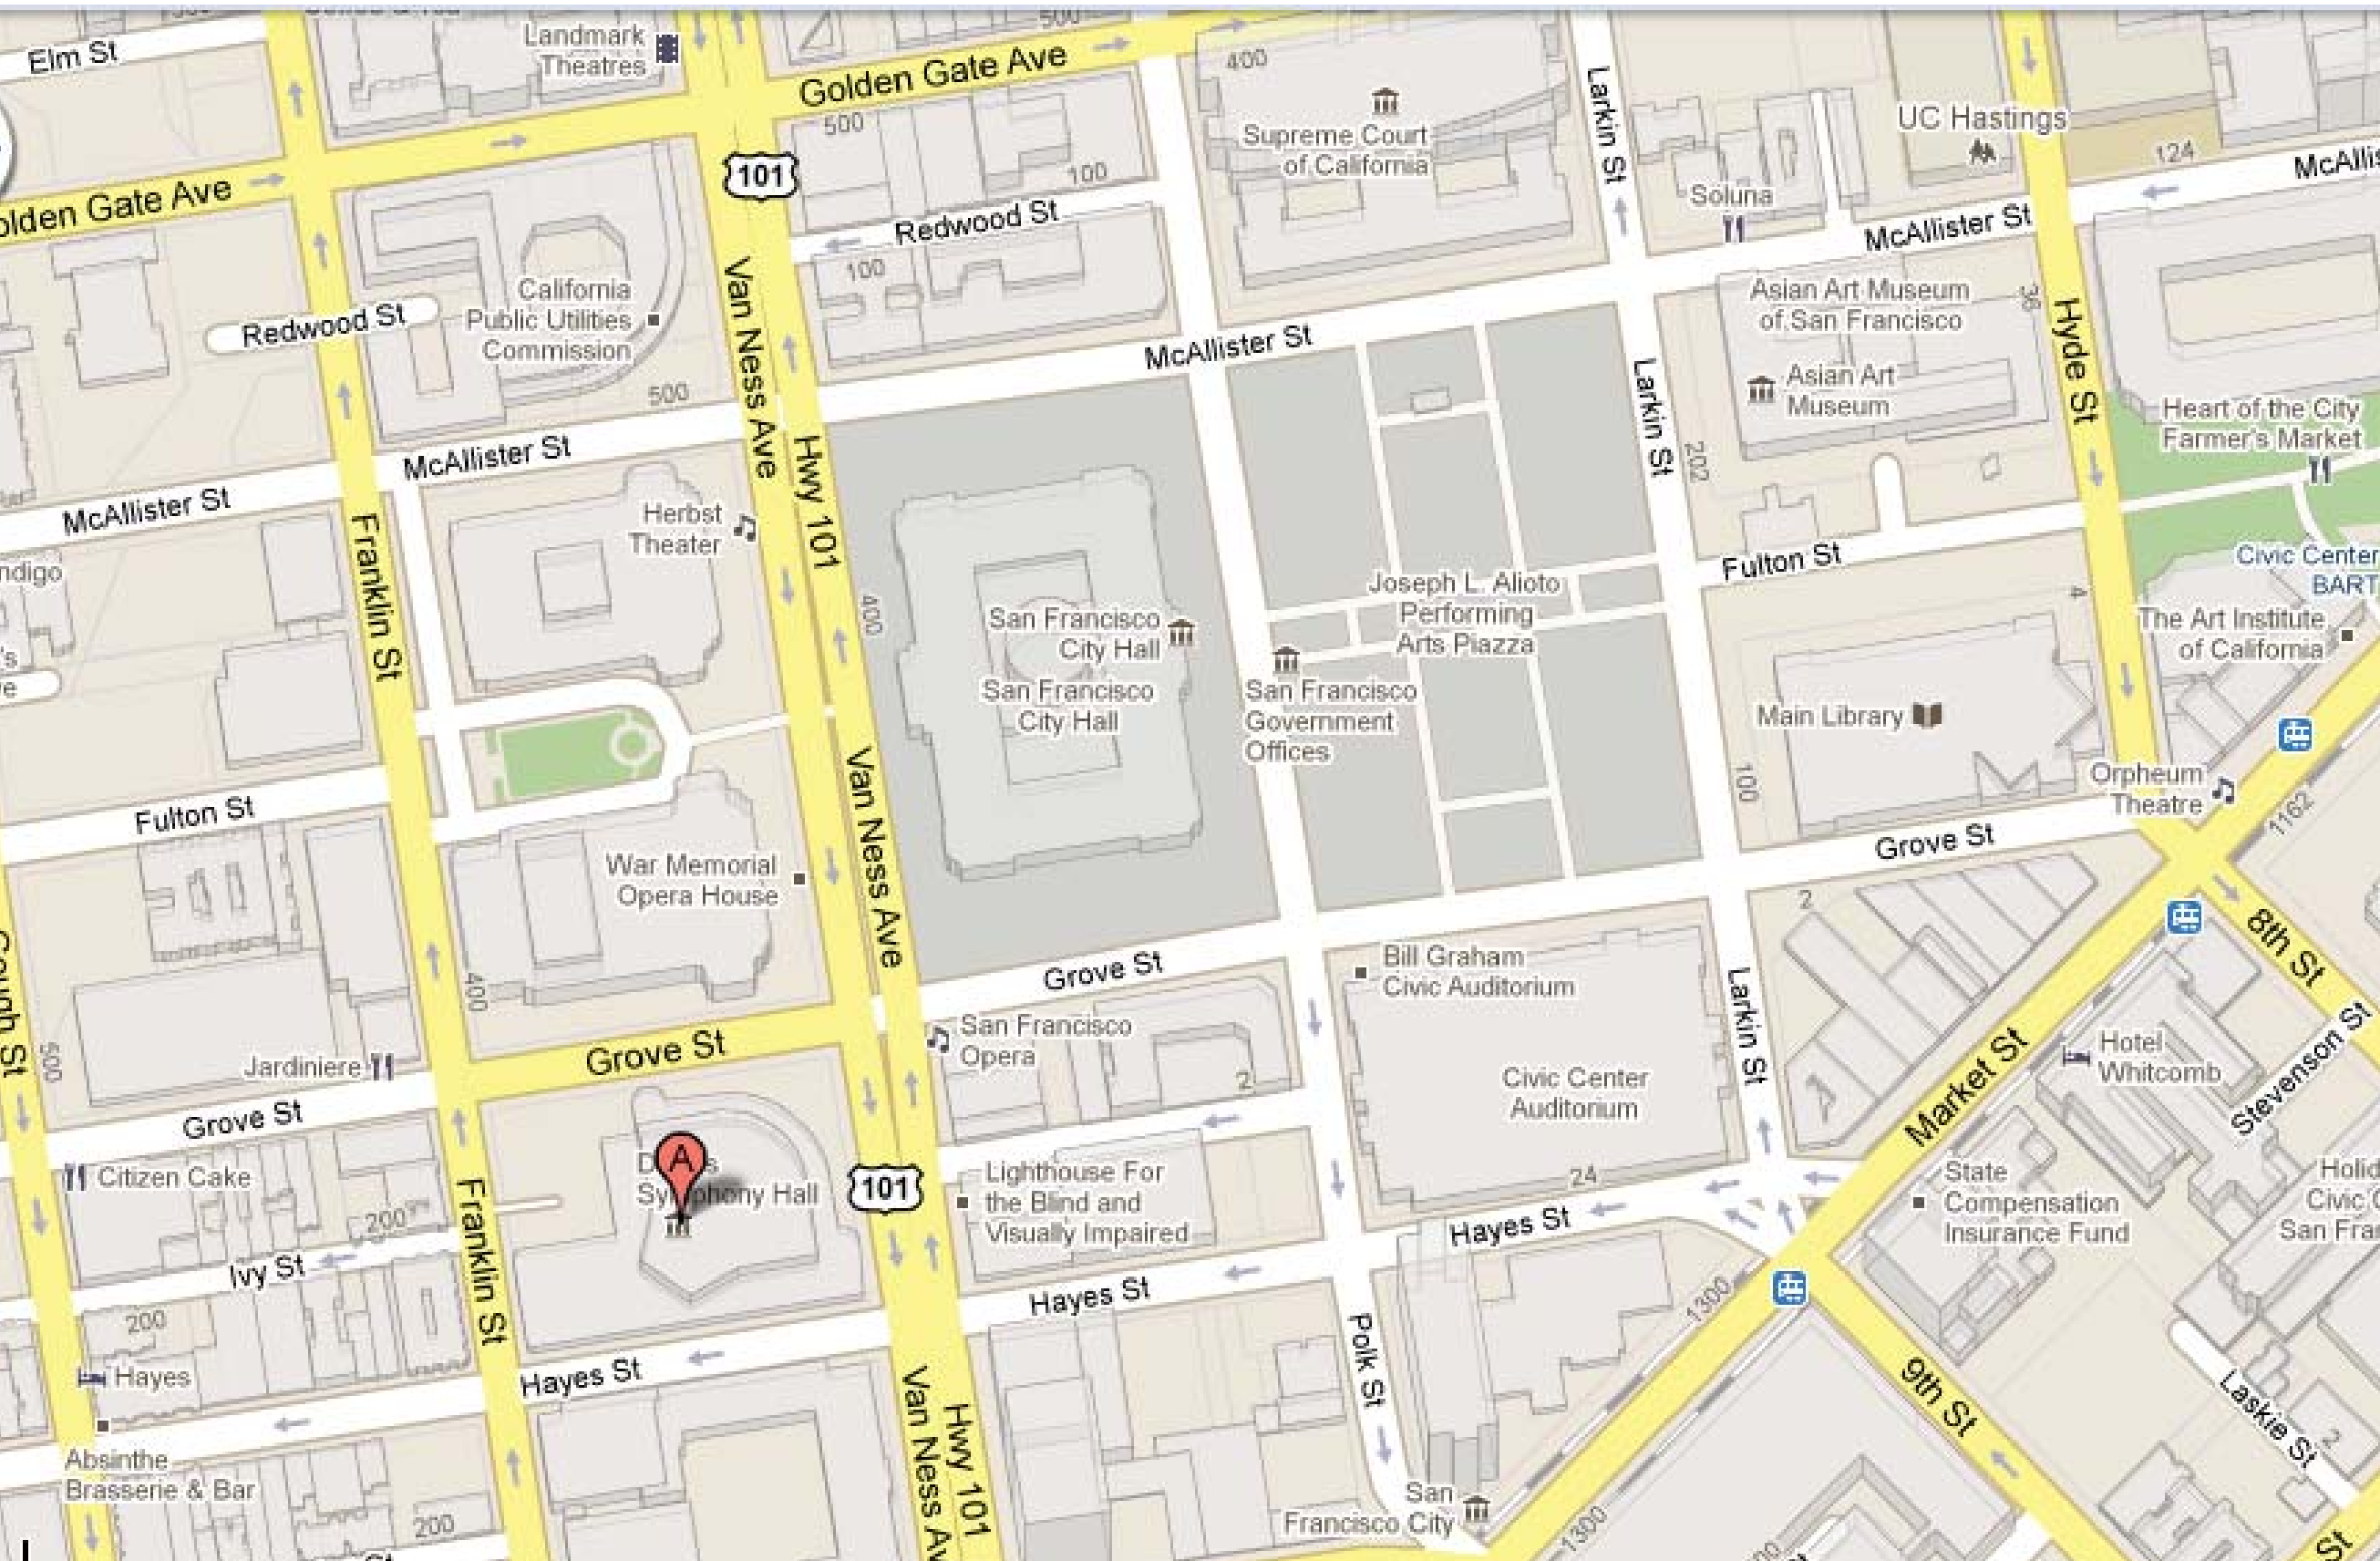 Elm St
Landmark
Theatres
500
Golden Gate Ave
400
Supreme Court
of California
Larkin St
UC Hastings
124
500
101
100
Redwood St
100
Soluna
McAllister St
Redwood St
California
Public Utilities
Commission
500
Van Ness Ave
McAllister St
Asian Art Museum
of San Francisco
Asian Art
Museum
36
Hyde St
Heart of the City
Farmer's Market
McAllister St
McAllister St
Hwy 101
Larkin St
202
Herbst
Theater
Franklin St
400
San Francisco
City Hall
San Francisco
City Hall
Joseph L. Alioto
Performing
Arts Piazza
San Francisco
Government
Offices
Fulton St
Civic Center
BART
4
The Art Institute
of California
Main Library
100
Orpheum
Theatre
1162
Fulton St
War Memorial
Opera House
Van Ness Ave
Grove St
2
Grove St
8th St
Bill Graham
Civic Auditorium
Larkin St
400
500
Jardiniere
Grove St
San Francisco
Opera
2
Civic Center
Auditorium
Market St
Hotel
Whitcomb
Stevenson St
Grove St
Citizen Cake
A
Symphony Hall
101
Lighthouse For
the Blind and
Visually Impaired
24
Hayes St
State
Compensation
Insurance Fund
200
Ivy St
Franklin St
200
Hayes St
1300
Polk St
9th St
Laskie St
2
Hayes
Hayes St
Absinthe
Brasserie & Bar
200
Van Ness Av
Hwy 101
San
Francisco City
1300
St